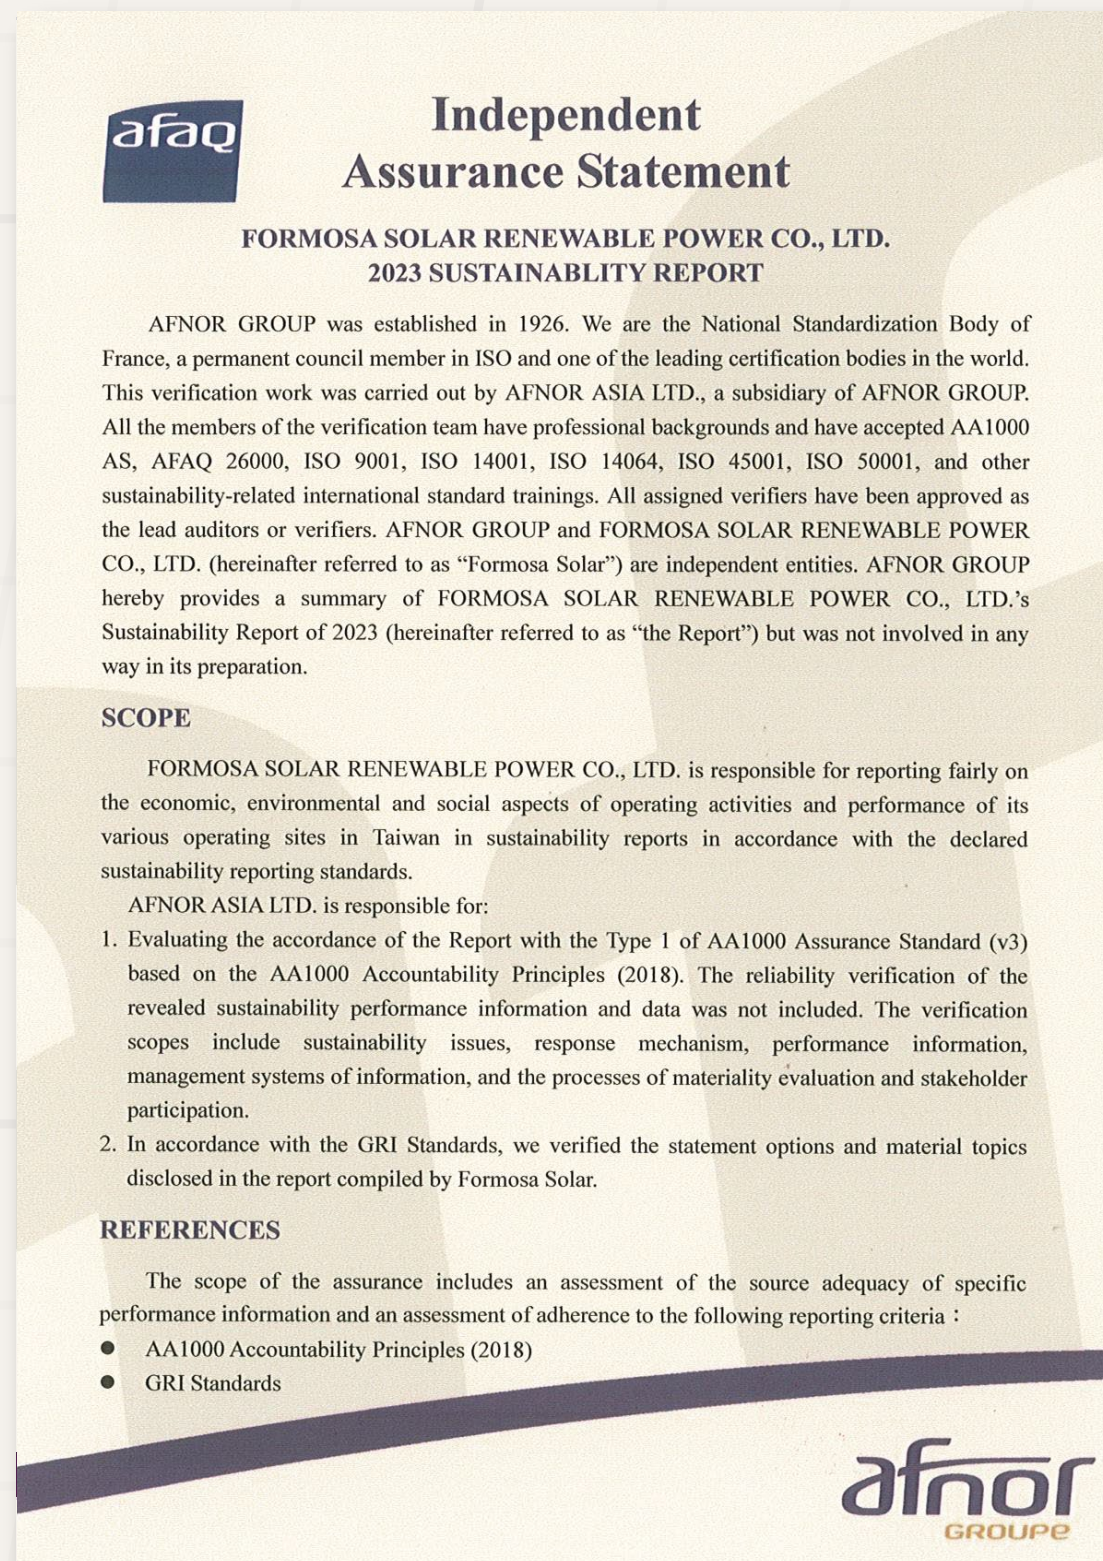 afaq
Independent
Assurance Statement
FORMOSA SOLAR RENEWABLE POWER CO., LTD.
2023 SUSTAINABLITY REPORT
AFNOR GROUP was established in 1926. We are the National Standardization Body of
France, a permanent council member in ISO and one of the leading certification bodies in the world.
This verification work was carried out by AFNOR ASIA LTD., a subsidiary of AFNOR GROUP.
All the members of the verification team have professional backgrounds and have accepted AA1000
AS, AFAQ 26000, ISO 9001, ISO 14001, ISO 14064, ISO 45001, ISO 50001, and other
sustainability-related international standard trainings. All assigned verifiers have been approved as
the lead auditors or verifiers. AFNOR GROUP and FORMOSA SOLAR RENEWABLE POWER
CO., LTD. (hereinafter referred to as “Formosa Solar”) are independent entities. AFNOR GROUP
hereby provides a summary of FORMOSA SOLAR RENEWABLE POWER CO., LTD.’s
Sustainability Report of 2023 (hereinafter referred to as “the Report”) but was not involved in any
way in its preparation.
SCOPE
FORMOSA SOLAR RENEWABLE POWER CO., LTD. is responsible for reporting fairly on
the economic, environmental and social aspects of operating activities and performance of its
various operating sites in Taiwan in sustainability reports in accordance with the declared
sustainability reporting standards.
AFNOR ASIA LTD. is responsible for:
1. Evaluating the accordance of the Report with the Type 1 of AA1000 Assurance Standard (v3)
based on the AA1000 Accountability Principles (2018). The reliability verification of the
revealed sustainability performance information and data was not included. The verification
scopes include sustainability issues, response mechanism, performance information,
management systems of information, and the processes of materiality evaluation and stakeholder
participation.
2. In accordance with the GRI Standards, we verified the statement options and material topics
disclosed in the report compiled by Formosa Solar.
REFERENCES
The scope of the assurance includes an assessment of the source adequacy of specific
performance information and an assessment of adherence to the following reporting criteria：
● AA1000 Accountability Principles (2018)
● GRI Standards
afnor
GROUPE